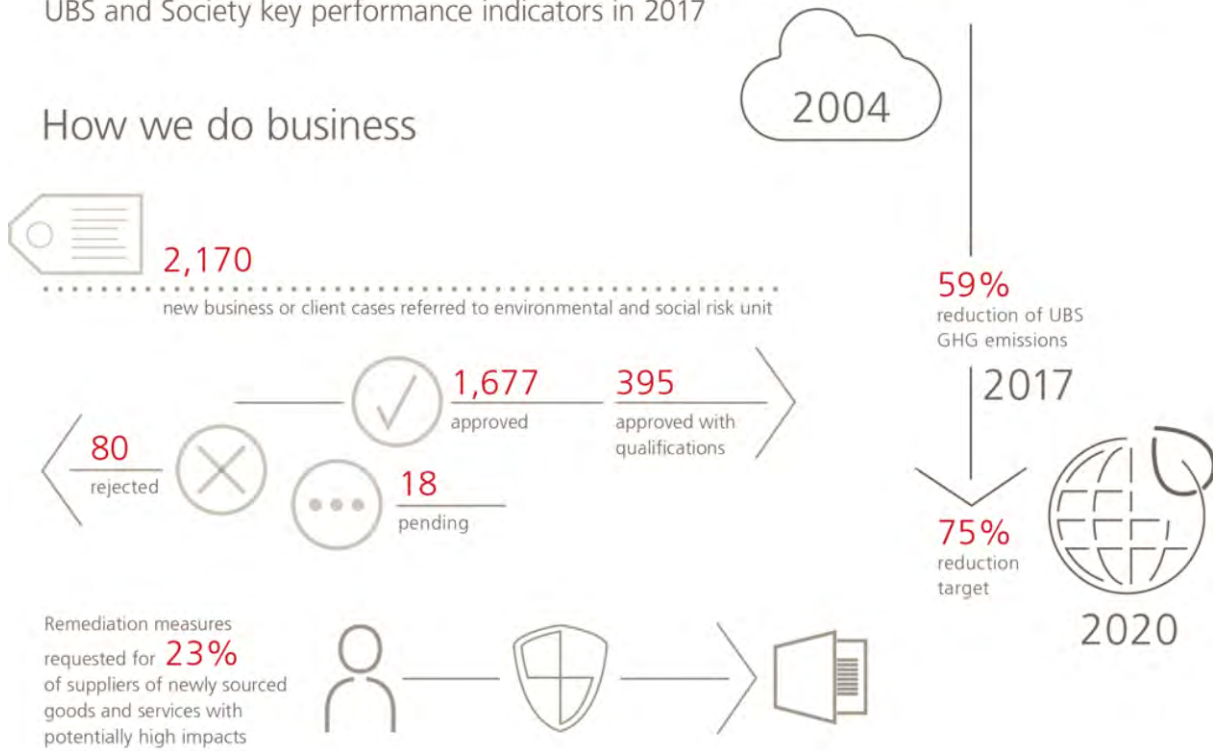 UBS and Society key performance indicators in 2017
How we do business
2,170
new business or client cases referred to environmental and social risk unit
1,677
approved
395
approved with
qualifications
80
rejected
18
pending
Remediation measures
requested for 23%
of suppliers of newly sourced
goods and services with
potentially high impacts
2004
59%
reduction of UBS
GHG emissions
2017
75%
reduction
target
2020